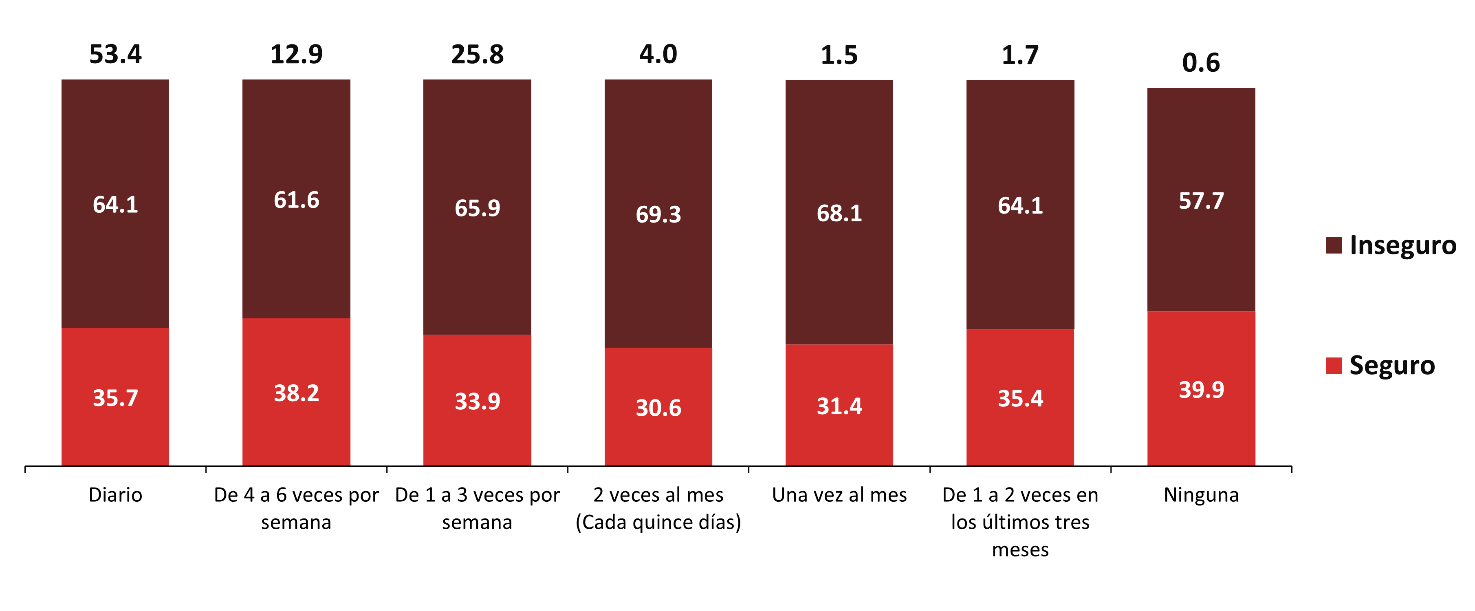 53.4
12.9
25.8
4.0
1.5
1.7
0.6
64.1
61.6
65.9
69.3
68.1
64.1
57.7
35.7
38.2
33.9
30.6
31.4
35.4
39.9
Inseguro
Seguro
Diario
De 4 a 6 veces por
semana
De 1 a 3 veces por
semana
2 veces al mes
(Cada quince días)
Una vez al mes
De 1 a 2 veces en
los últimos tres
meses
Ninguna